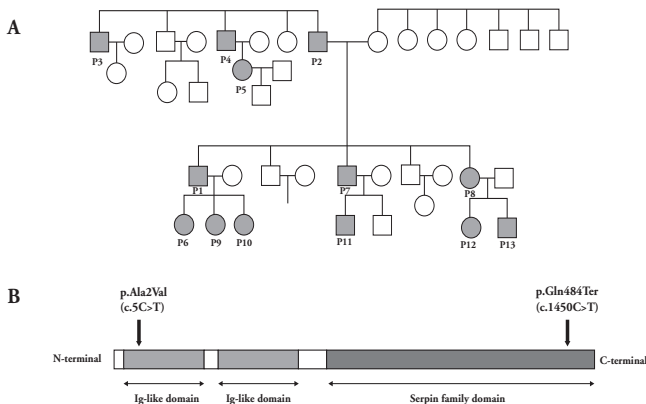 A
P3
P4
P2
P5
P1
P7
P8
P6
P9
P10
P11
P12
P13
B
p.Ala2Val
(c.5C>T)
p.Gln484Ter
(c.1450C>T)
N-terminal
C-terminal
Ig-like domain
Ig-like domain
Serpin family domain